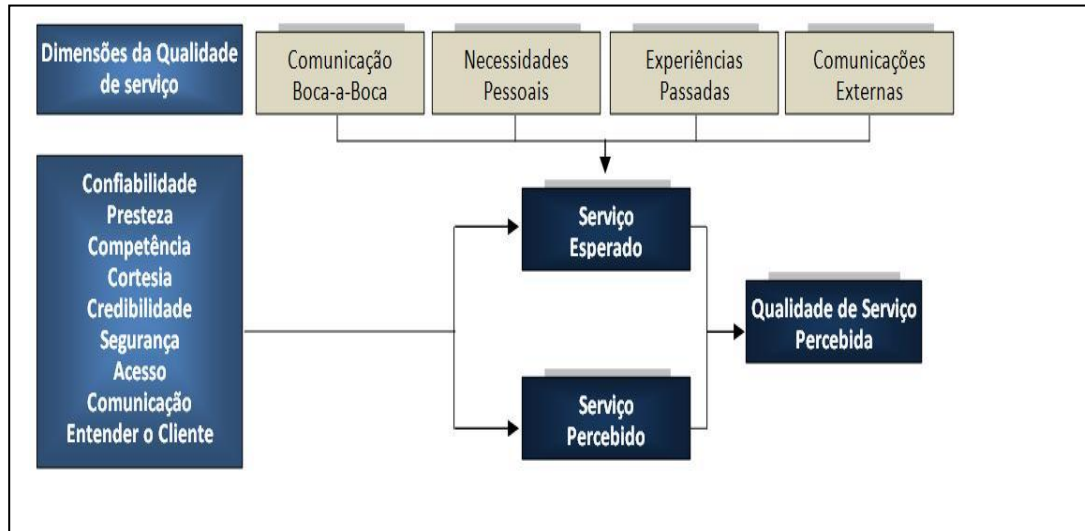 Dimensões da Qualidade
de serviço
Comunicação
Boca-a-Boca
Necessidades
Pessoais
Experiências
Passadas
Comunicações
Externas
Confiabilidade
Presteza
Competência
Cortesia
Credibilidade
Segurança
Acesso
Comunicação
Entender o Cliente
Serviço
Esperado
Serviço
Percebido
Qualidade de Serviço
Percebida